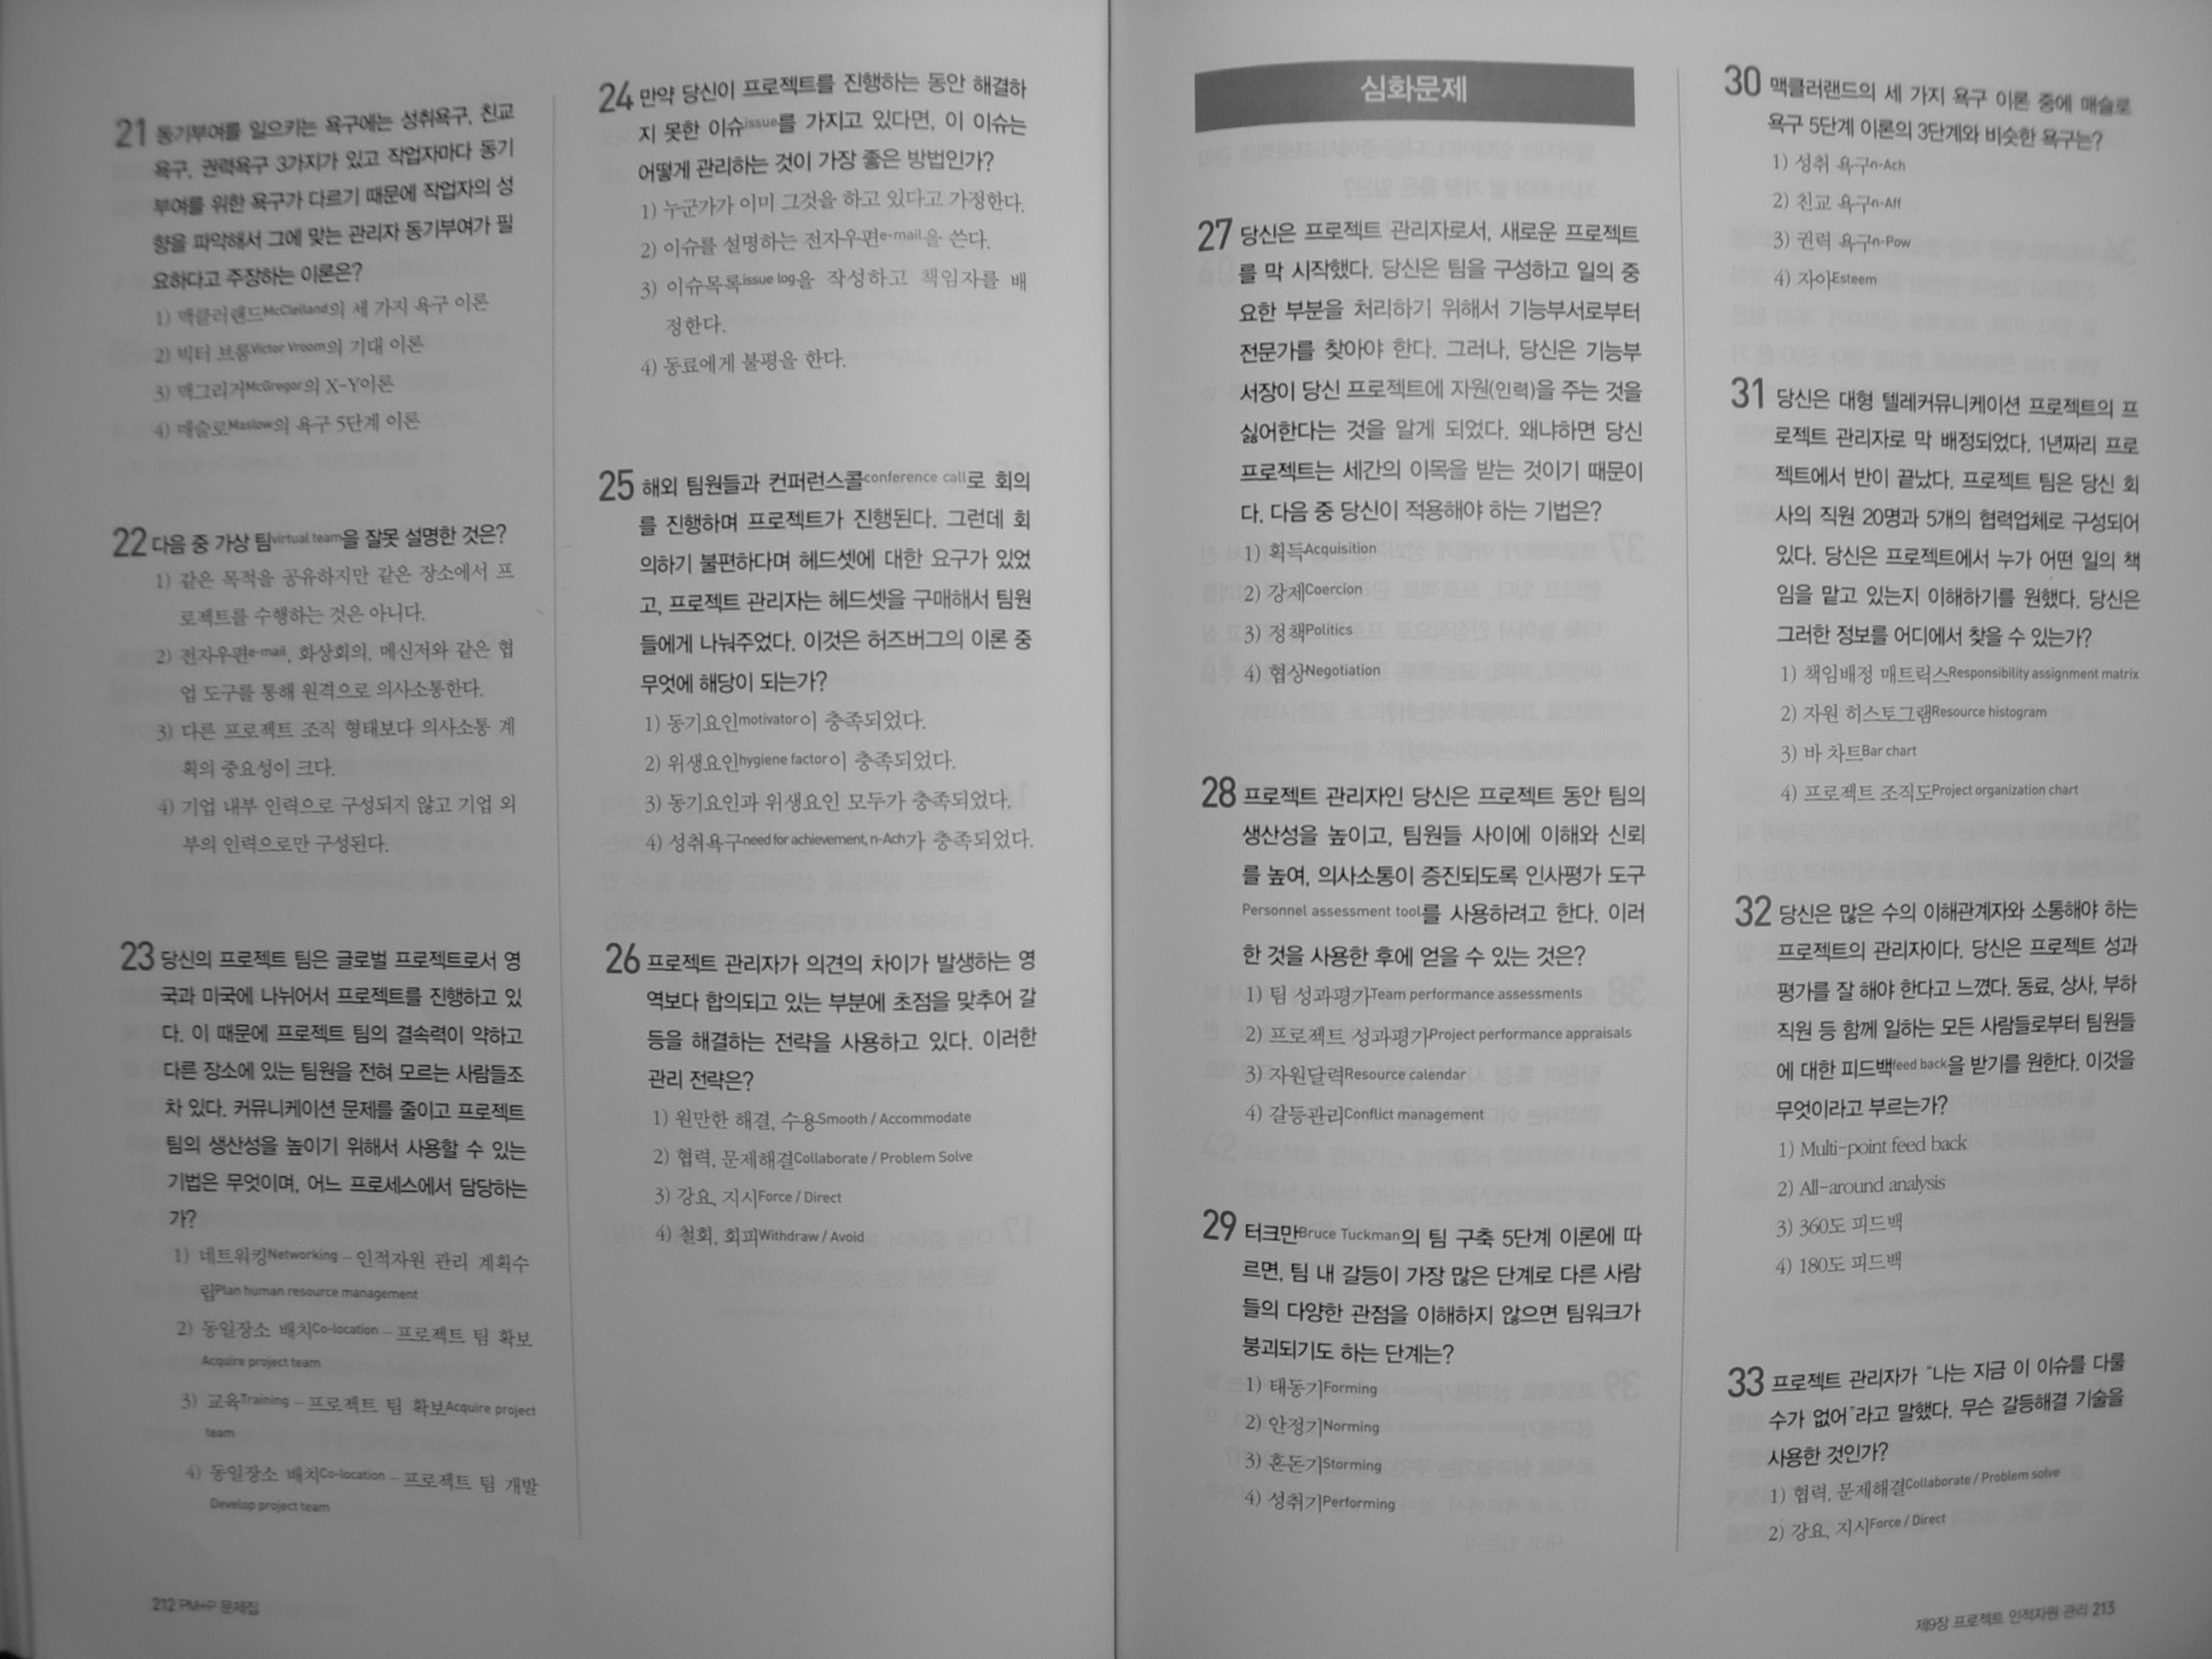 21 동기부여를 일으키는 욕구에는 성취욕구, 친교
욕구, 권력욕구 3가지가 있고 작업자마다 동기
부여를 위한 욕구가 다르기 때문에 작업자의 성
향을 파악해서 그에 맞는 관리자 동기부여가 필
요하다고 주장하는 이론은?
1) 맥클러랜드McClelland의 세 가지 욕구 이론
2) 빅터 브룸Victor Vroom의 기대 이론
3) 맥그리거McGregor의 X-Y이론
4) 매슬로Maslow의 욕구 5단계 이론
22 다음 중 가상 팀virtual team을 잘못 설명한 것은?
1) 같은 목적을 공유하지만 같은 장소에서 프
로젝트를 수행하는 것은 아니다.
2) 전자우편e-mail, 화상회의, 메신저와 같은 협
업 도구를 통해 원격으로 의사소통한다.
3) 다른 프로젝트 조직 형태보다 의사소통 계
획의 중요성이 크다.
4) 기업 내부 인력으로 구성되지 않고 기업 외
부의 인력으로만 구성된다.
23 당신의 프로젝트 팀은 글로벌 프로젝트로서 영
국과 미국에 나뉘어서 프로젝트를 진행하고 있
다. 이 때문에 프로젝트 팀의 결속력이 약하고
다른 장소에 있는 팀원을 전혀 모르는 사람들조
차 있다. 커뮤니케이션 문제를 줄이고 프로젝트
팀의 생산성을 높이기 위해서 사용할 수 있는
기법은 무엇이며, 어느 프로세스에서 담당하는
가?
1) 네트워킹Networking – 인적자원 관리 계획수
립Plan human resource management
2) 동일장소 배치Co-location – 프로젝트 팀 확보
Acquire project team
3) 교육Training – 프로젝트 팀 확보Acquire project
team
4) 동일장소 배치Co-location – 프로젝트 팀 개발
Develop project team
212 PM+P 문제집
24 만약 당신이 프로젝트를 진행하는 동안 해결하
지 못한 이슈issue를 가지고 있다면, 이 이슈는
어떻게 관리하는 것이 가장 좋은 방법인가?
1) 누군가가 이미 그것을 하고 있다고 가정한다.
2) 이슈를 설명하는 전자우편e-mail을 쓴다.
3) 이슈목록issue log을 작성하고 책임자를 배
정한다.
4) 동료에게 불평을 한다.
25 해외 팀원들과 컨퍼런스콜conference call로 회의
를 진행하며 프로젝트가 진행된다. 그런데 회
의하기 불편하다며 헤드셋에 대한 요구가 있었
고, 프로젝트 관리자는 헤드셋을 구매해서 팀원
들에게 나눠주었다. 이것은 허즈버그의 이론 중
무엇에 해당이 되는가?
1) 동기요인motivator이 충족되었다.
2) 위생요인hygiene factor이 충족되었다.
3) 동기요인과 위생요인 모두가 충족되었다.
4) 성취욕구need for achievement, n-Ach가 충족되었다.
26 프로젝트 관리자가 의견의 차이가 발생하는 영
역보다 합의되고 있는 부분에 초점을 맞추어 갈
등을 해결하는 전략을 사용하고 있다. 이러한
관리 전략은?
1) 원만한 해결, 수용Smooth / Accommodate
2) 협력, 문제해결Collaborate / Problem Solve
3) 강요, 지시Force / Direct
4) 철회, 회피Withdraw / Avoid
심화문제
27 당신은 프로젝트 관리자로서, 새로운 프로젝트
를 막 시작했다. 당신은 팀을 구성하고 일의 중
요한 부분을 처리하기 위해서 기능부서로부터
전문가를 찾아야 한다. 그러나, 당신은 기능부
서장이 당신 프로젝트에 자원(인력)을 주는 것을
싫어한다는 것을 알게 되었다. 왜냐하면 당신
프로젝트는 세간의 이목을 받는 것이기 때문이
다. 다음 중 당신이 적용해야 하는 기법은?
1) 획득Acquisition
2) 강제Coercion
3) 정책Politics
4) 협상Negotiation
28 프로젝트 관리자인 당신은 프로젝트 동안 팀의
생산성을 높이고, 팀원들 사이에 이해와 신뢰
를 높여, 의사소통이 증진되도록 인사평가 도구
Personnel assessment tool를 사용하려고 한다. 이러
한 것을 사용한 후에 얻을 수 있는 것은?
1) 팀 성과평가Team performance assessments
2) 프로젝트 성과평가Project performance appraisals
3) 자원달력Resource calendar
4) 갈등관리Conflict management
29 터크만Bruce Tuckman의 팀 구축 5단계 이론에 따
르면, 팀 내 갈등이 가장 많은 단계로 다른 사람
들의 다양한 관점을 이해하지 않으면 팀워크가
붕괴되기도 하는 단계는?
1) 태동기Forming
2) 안정기Norming
3) 혼돈기Storming
4) 성취기Performing
30 맥클러랜드의 세 가지 욕구 이론 중에 매슬로
욕구 5단계 이론의 3단계와 비슷한 욕구는?
1) 성취 욕구n-Ach
2) 친교 욕구n-Aff
3) 권력 욕구n-Pow
4) 자아Esteem
31 당신은 대형 텔레커뮤니케이션 프로젝트의 프
로젝트 관리자로 막 배정되었다. 1년짜리 프로
젝트에서 반이 끝났다. 프로젝트 팀은 당신 회
사의 직원 20명과 5개의 협력업체로 구성되어
있다. 당신은 프로젝트에서 누가 어떤 일의 책
임을 맡고 있는지 이해하기를 원했다. 당신은
그러한 정보를 어디에서 찾을 수 있는가?
1) 책임배정 매트릭스Responsibility assignment matrix
2) 자원 히스토그램Resource histogram
3) 바 차트Bar chart
4) 프로젝트 조직도Project organization chart
32 당신은 많은 수의 이해관계자와 소통해야 하는
프로젝트의 관리자이다. 당신은 프로젝트 성과
평가를 잘 해야 한다고 느꼈다. 동료, 상사, 부하
직원 등 함께 일하는 모든 사람들로부터 팀원들
에 대한 피드백feed back을 받기를 원한다. 이것을
무엇이라고 부르는가?
1) Multi-point feed back
2) All-around analysis
3) 360도 피드백
4) 180도 피드백
33 프로젝트 관리자가 "나는 지금 이 이슈를 다룰
수가 없어"라고 말했다. 무슨 갈등해결 기술을
사용한 것인가?
1) 협력, 문제해결Collaborate / Problem solve
2) 강요, 지시Force / Direct
제9장 프로젝트 인적자원 관리 213